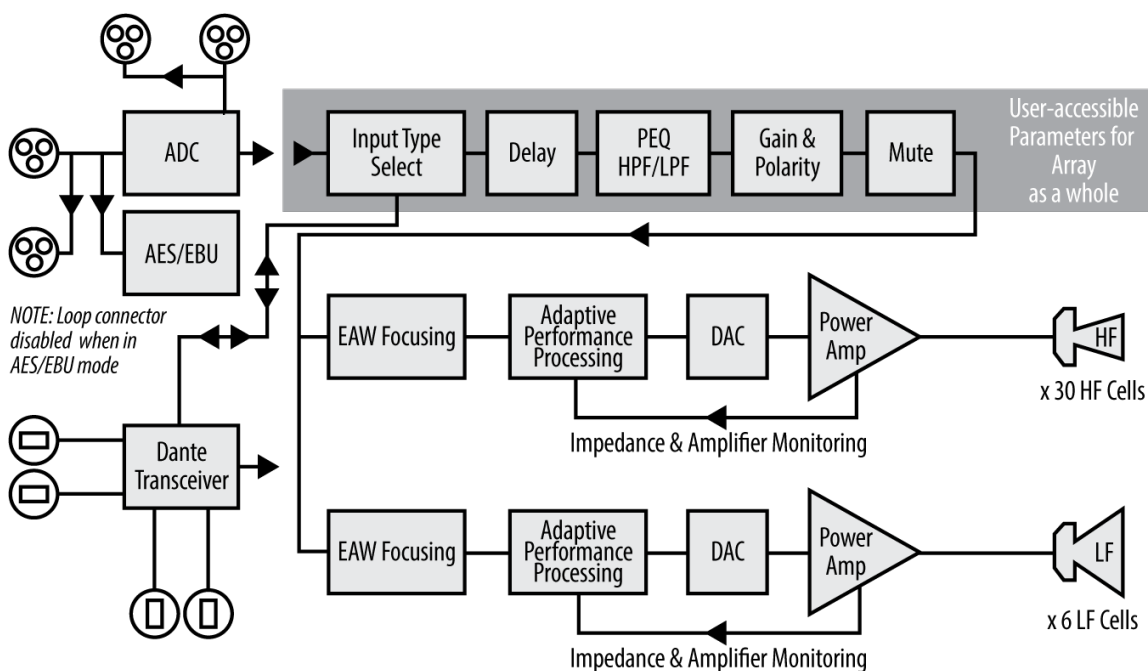 ADC
AES/EBU
NOTE: Loop connector
disabled when in
AES/EBU mode
Dante
Transceiver
Input Type
Select
Delay
PEQ
HPF/LPF
Gain &
Polarity
Mute
User-accessible
Parameters for
Array
as a whole
EAW Focusing
Adaptive
Performance
Processing
DAC
Power
Amp
HF
x 30 HF Cells
Impedance & Amplifier Monitoring
EAW Focusing
Adaptive
Performance
Processing
DAC
Power
Amp
LF
x 6 LF Cells
Impedance & Amplifier Monitoring